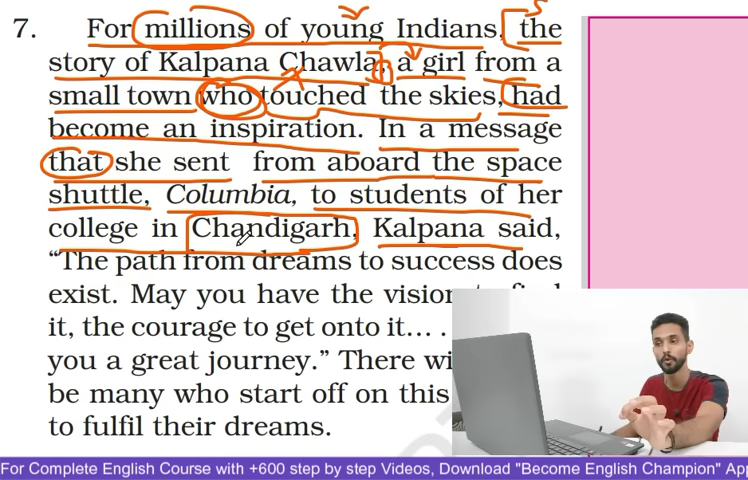 7. For millions of young Indians, the
story of Kalpana Chawla, a girl from a
small town who touched the skies, had
become an inspiration. In a message
that she sent from aboard the space
shuttle, Columbia, to students of her
college in Chandigarh, Kalpana said,
“The path from dreams to success does
exist. May you have the vision to find
it, the courage to get onto it… .
you a great journey.” There wi
be many who start off on this
to fulfil their dreams.
For Complete English Course with +600 step by step Videos, Download "Become English Champion" App